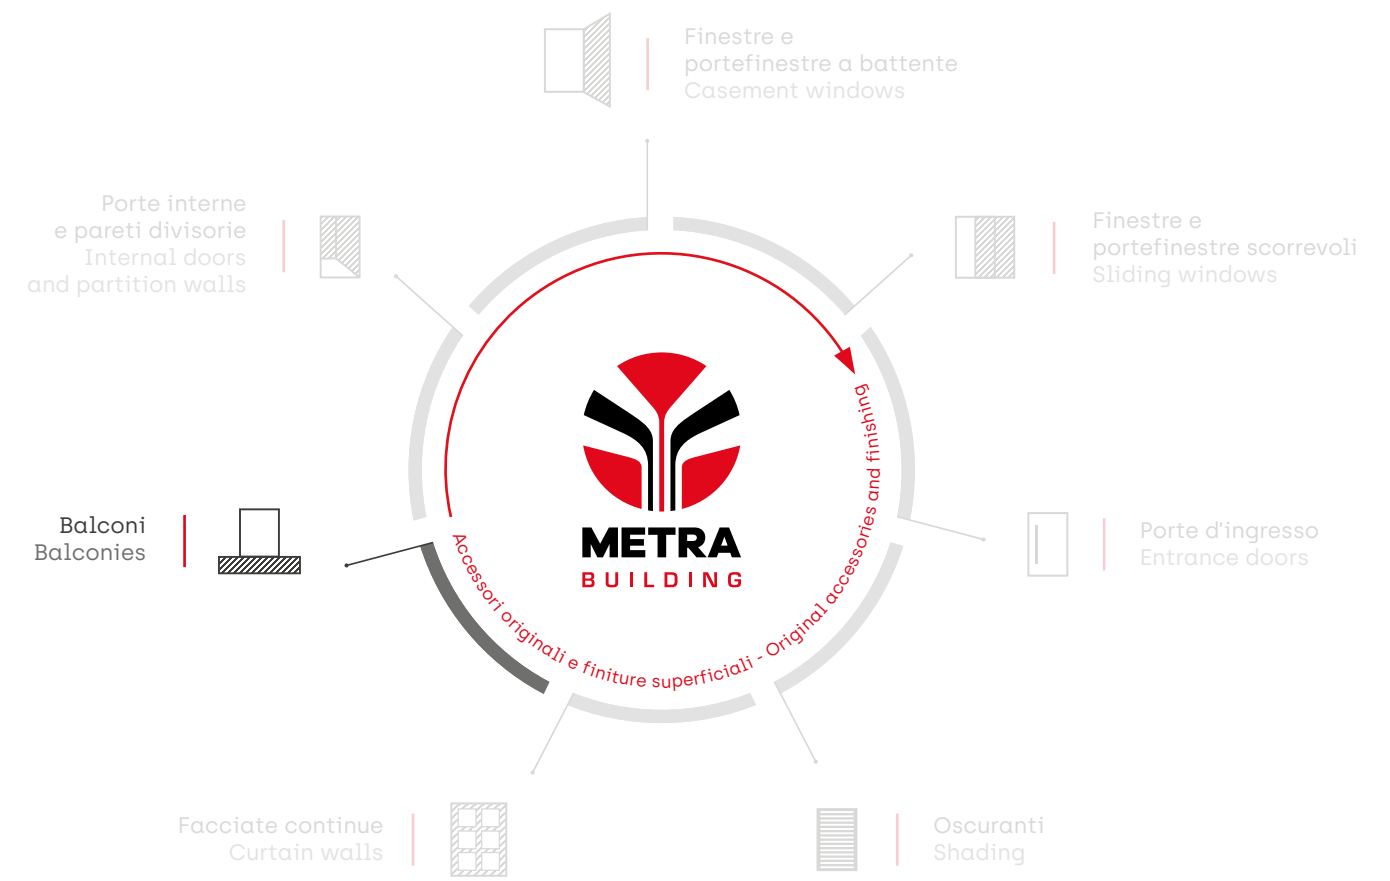 Finestre e
portefinestre a battente
Casement windows
Porte interne
e pareti divisorie
Internal doors
and partition walls
Finestre e
portefinestre scorrevoli
Sliding windows
Balconi
Balconies
METRA
BUILDING
Accessori originali e finiture superficiali - Original accessories and finishing
Porte d'ingresso
Entrance doors
Facciate continue
Curtain walls
Oscuranti
Shading